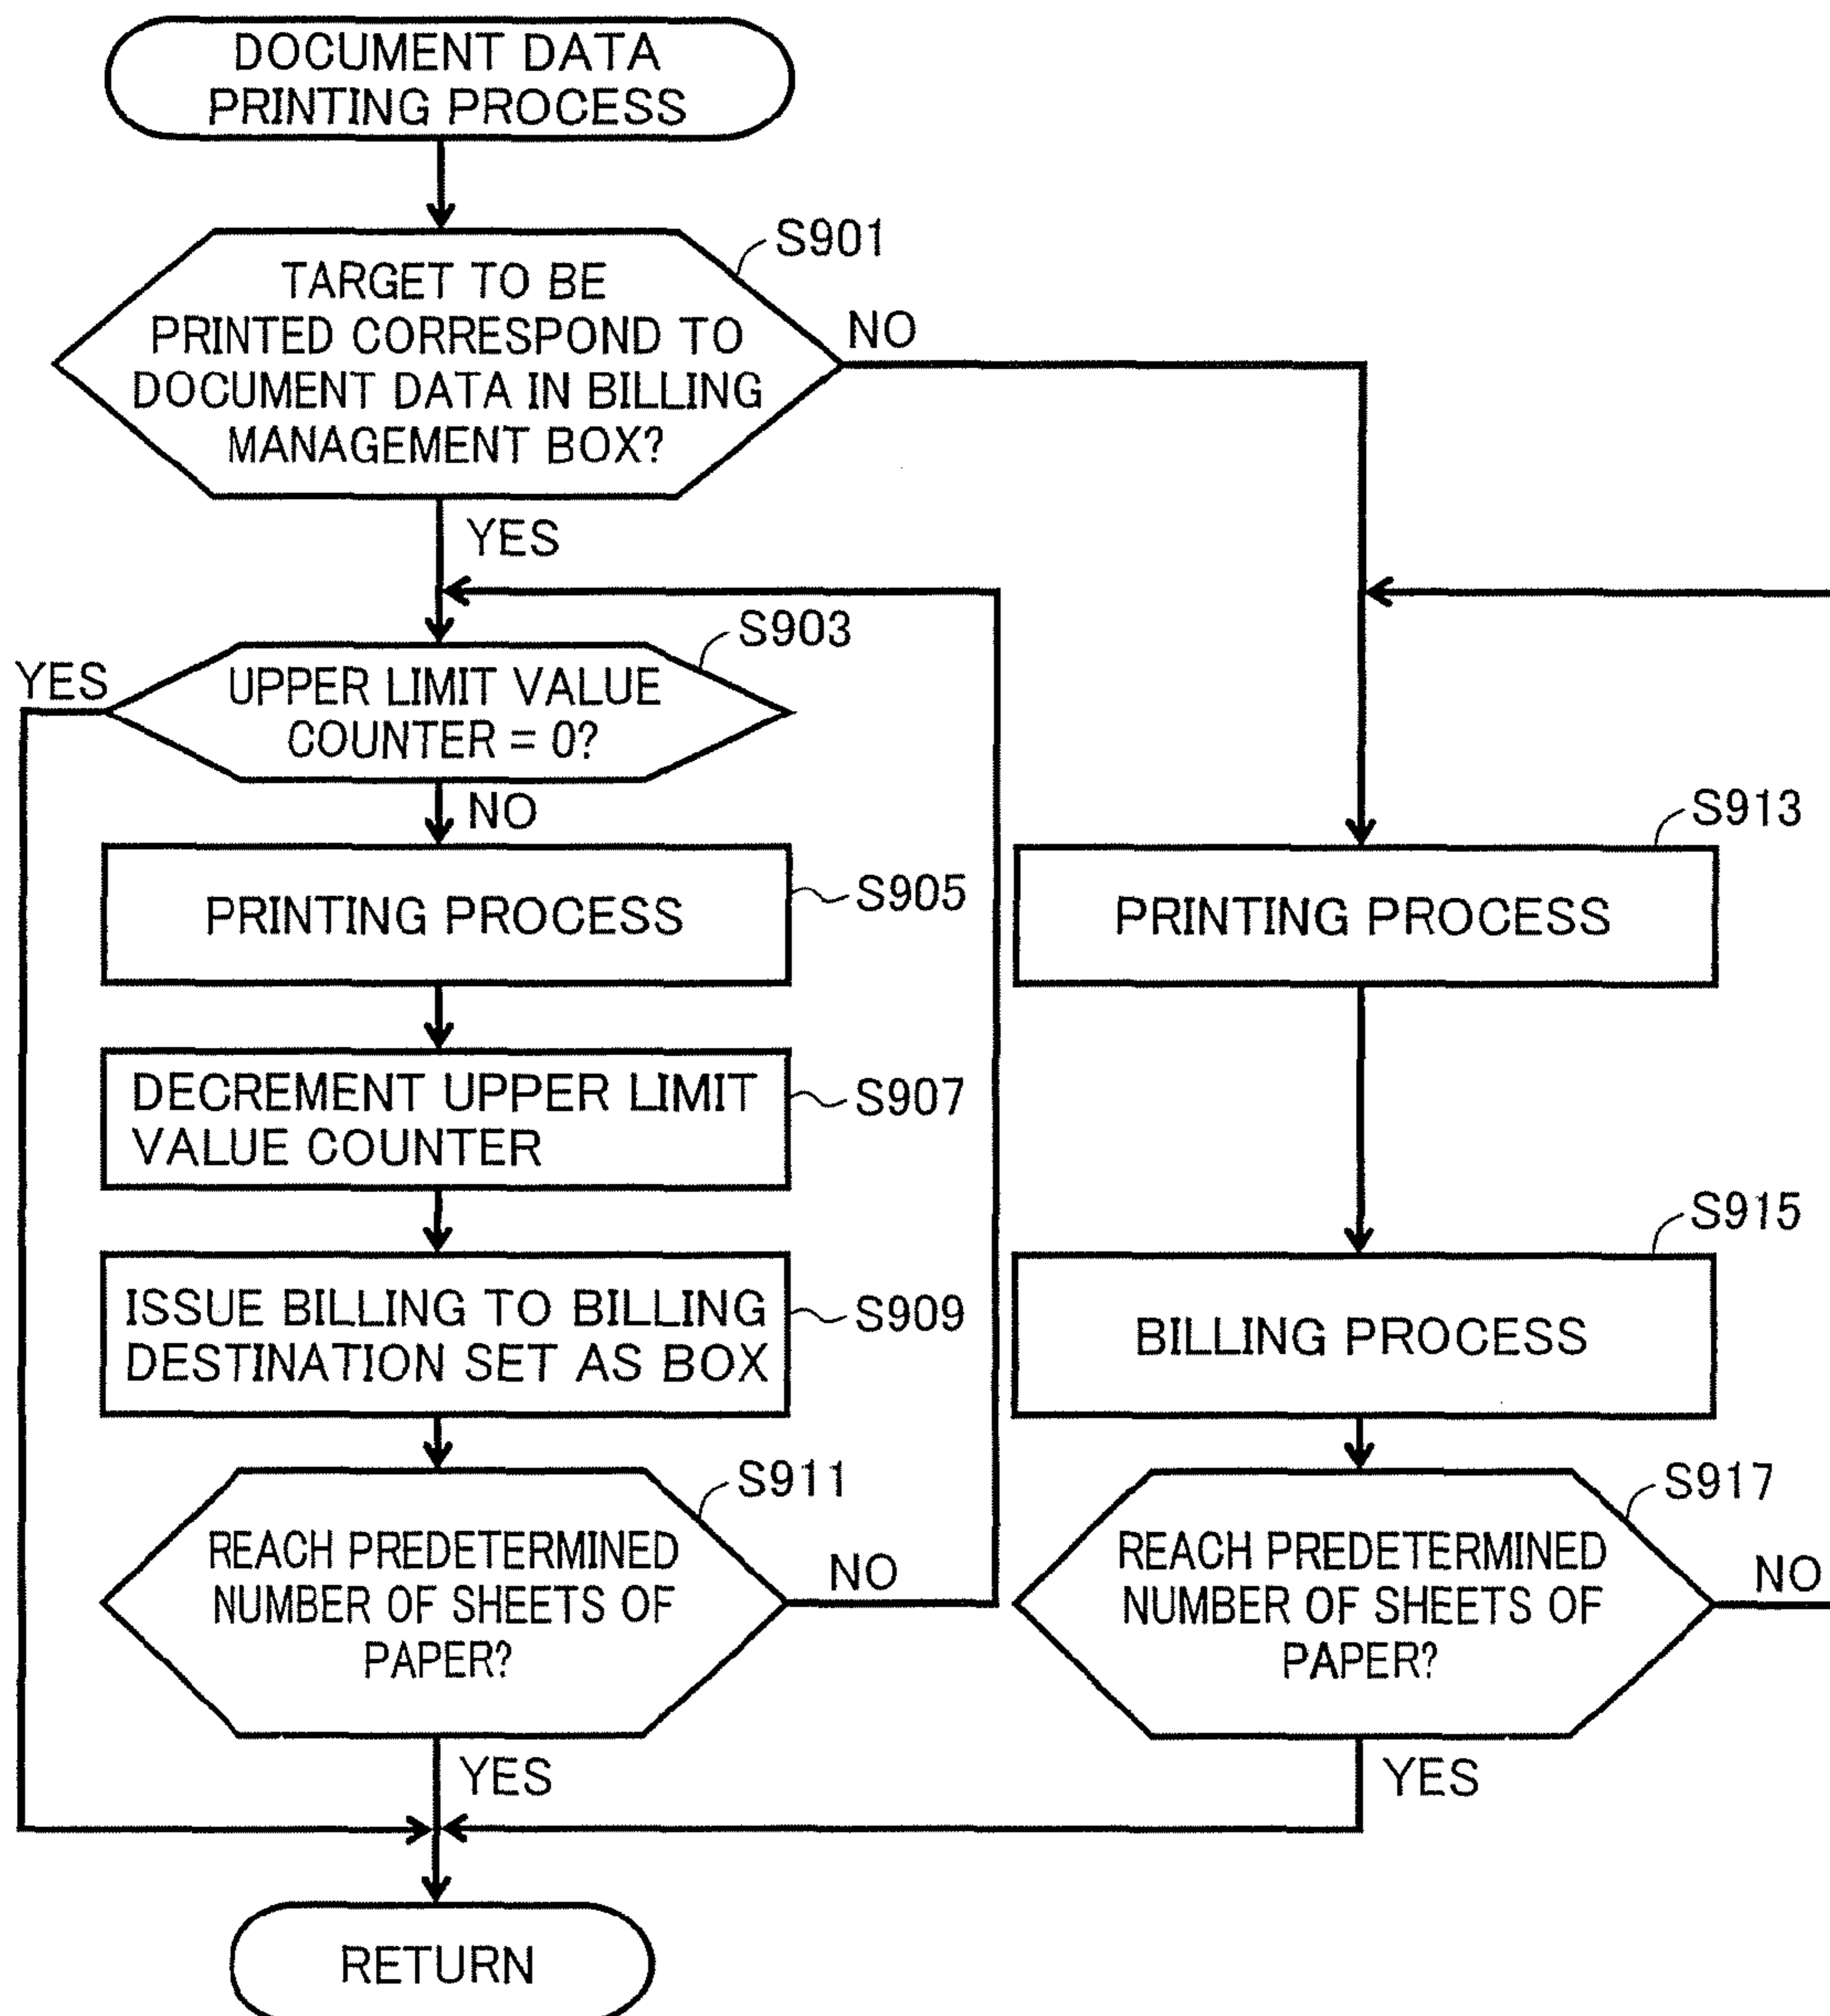 DOCUMENT DATA
PRINTING PROCESS
S901
TARGET TO BE
PRINTED CORRESPOND TO
DOCUMENT DATA IN BILLING
MANAGEMENT BOX?
NO
YES
S903
YES
UPPER LIMIT VALUE
COUNTER = 0?
NO
PRINTING PROCESS
S905
DECREMENT UPPER LIMIT
VALUE COUNTER
S907
ISSUE BILLING TO BILLING
DESTINATION SET AS BOX
S909
S911
REACH PREDETERMINED
NUMBER OF SHEETS OF
PAPER?
NO
YES
S913
PRINTING PROCESS
S915
BILLING PROCESS
S917
REACH PREDETERMINED
NUMBER OF SHEETS OF
PAPER?
NO
YES
RETURN